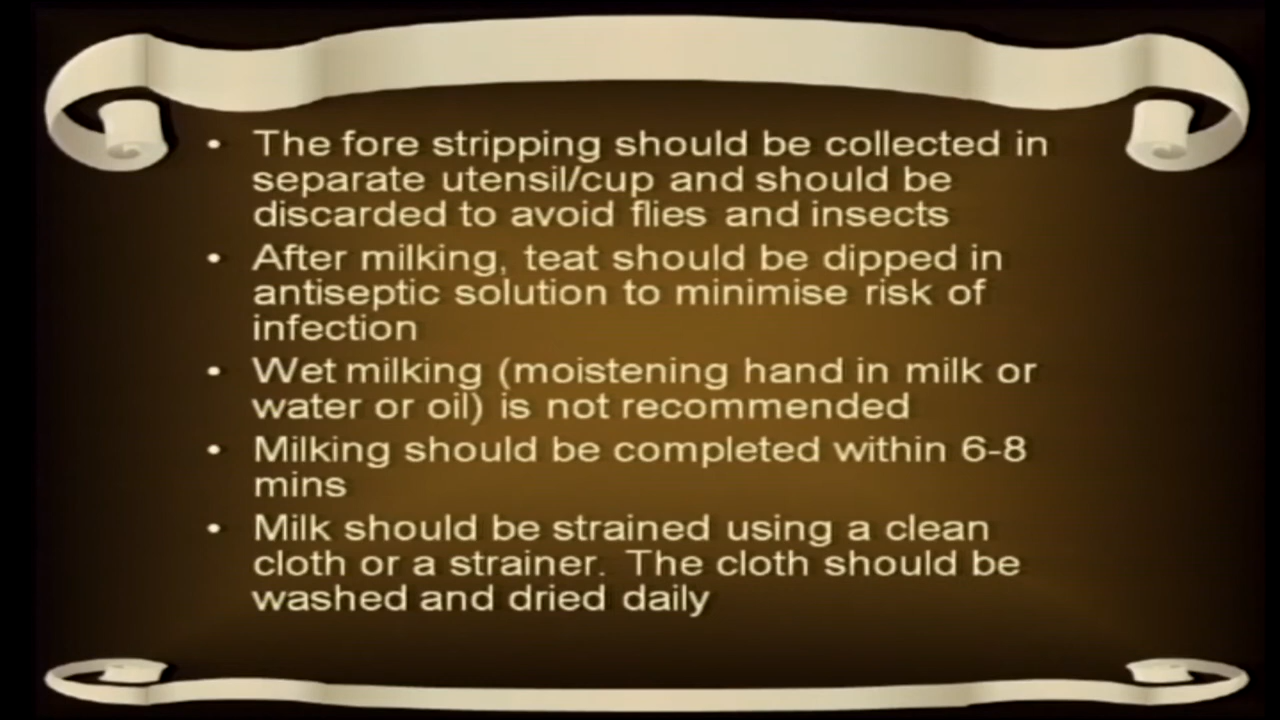 • The fore stripping should be collected in
separate utensil/cup and should be
discarded to avoid flies and insects
• After milking, teat should be dipped in
antiseptic solution to minimise risk of
infection
• Wet milking (moistening hand in milk or
water or oil) is not recommended
• Milking should be completed within 6-8
mins
• Milk should be strained using a clean
cloth or a strainer. The cloth should be
washed and dried daily